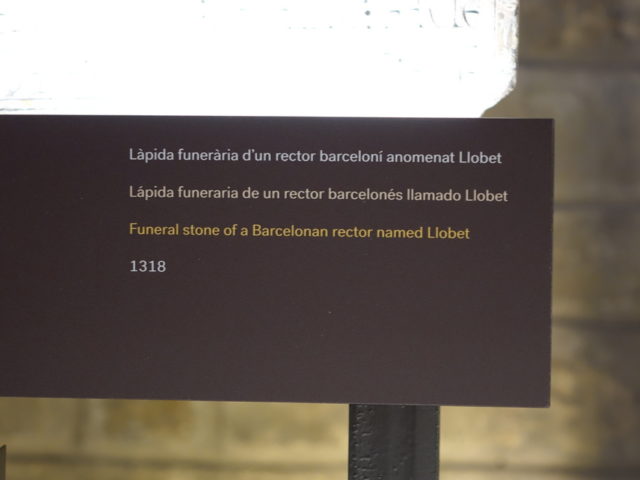 Làpida funerària d'un rector barceloní anomenat Llobet
Lápida funeraria de un rector barcelonés llamado Llobet
Funeral stone of a Barcelonan rector named Llobet
1318